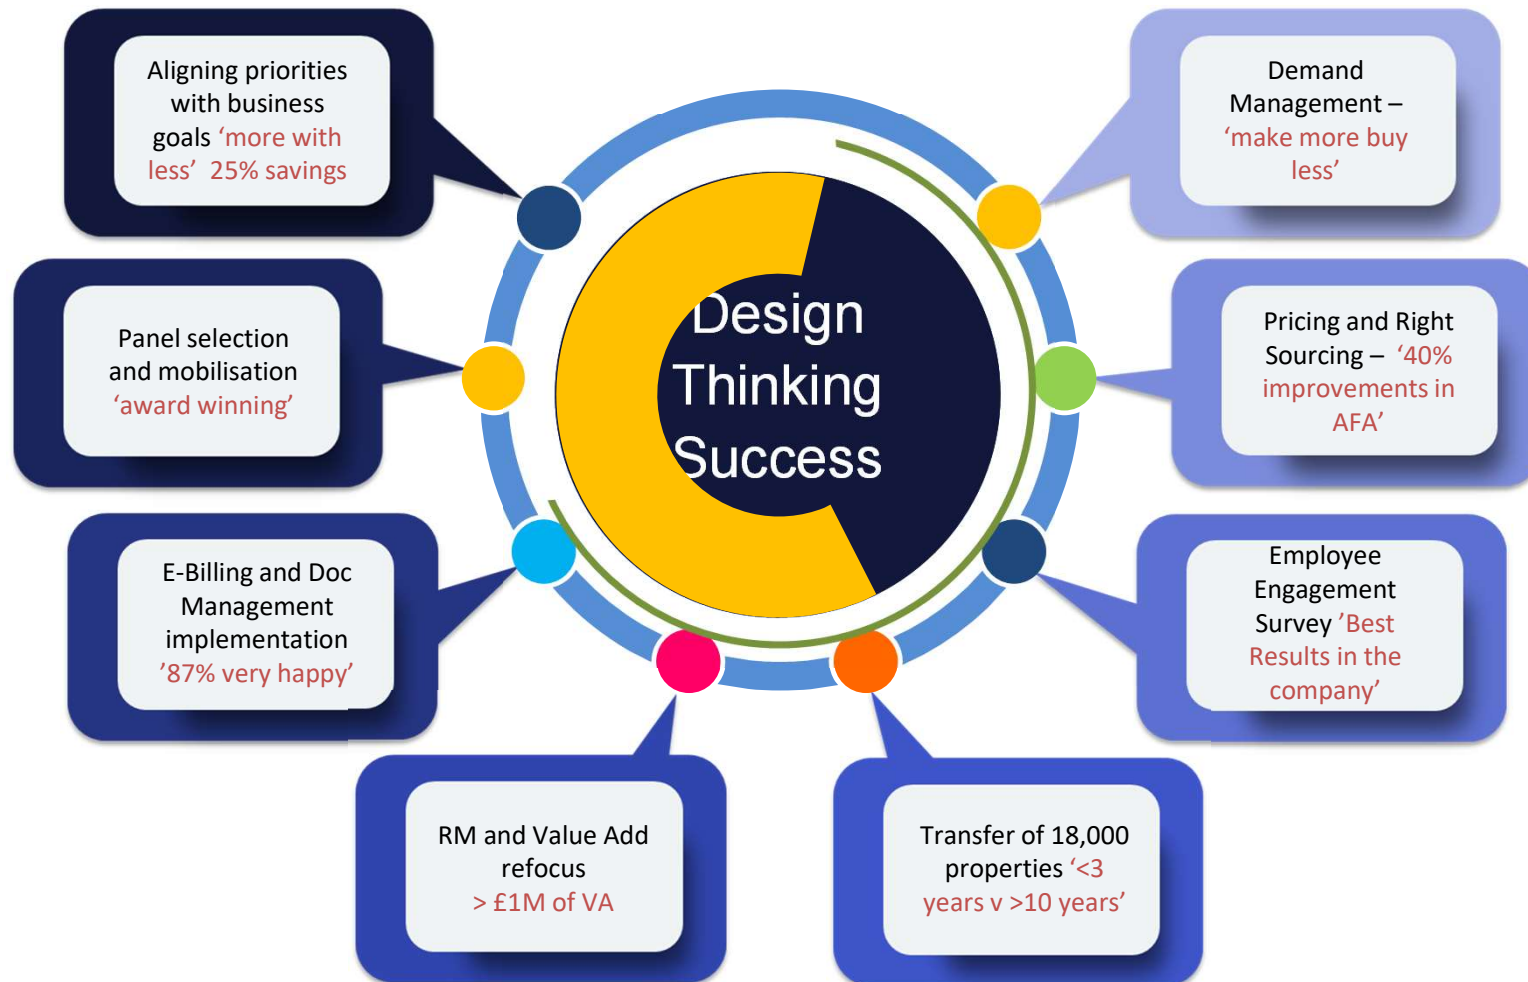 Aligning priorities
with business
goals ‘more with
less’ 25% savings
Demand
Management –
‘make more buy
less’
Panel selection
and mobilisation
‘award winning’
Design
Thinking
Success
Pricing and Right
Sourcing – ‘40%
improvements in
AFA’
E-Billing and Doc
Management
implementation
’87% very happy’
Employee
Engagement
Survey ’Best
Results in the
company’
RM and Value Add
refocus
> £1M of VA
Transfer of 18,000
properties ‘<3
years v >10 years’